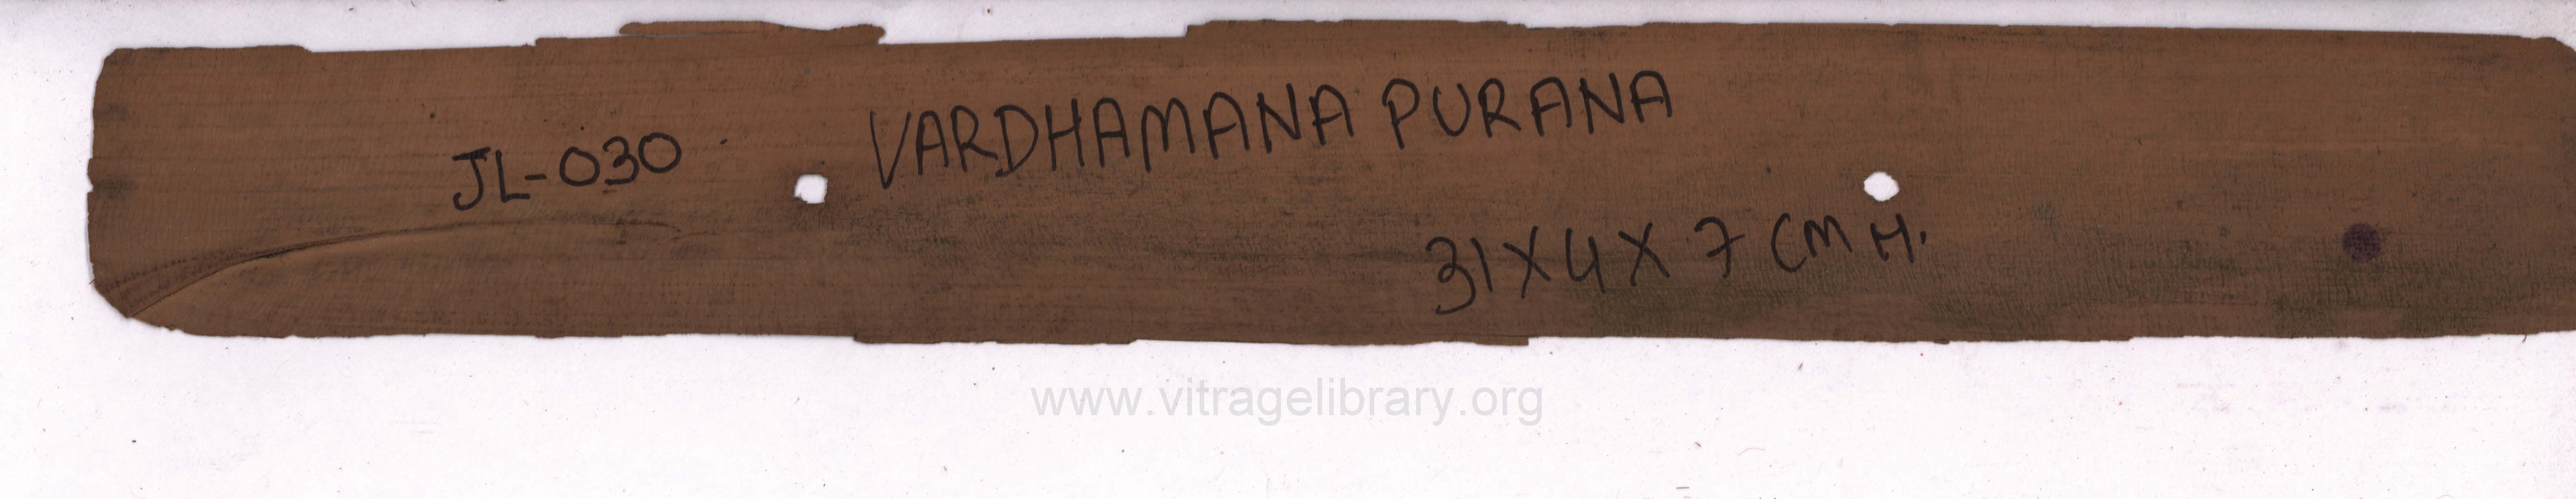 JL-030 VARDHAMANA PURANA
31X4X7 CM H.
www.vitragelibrary.org